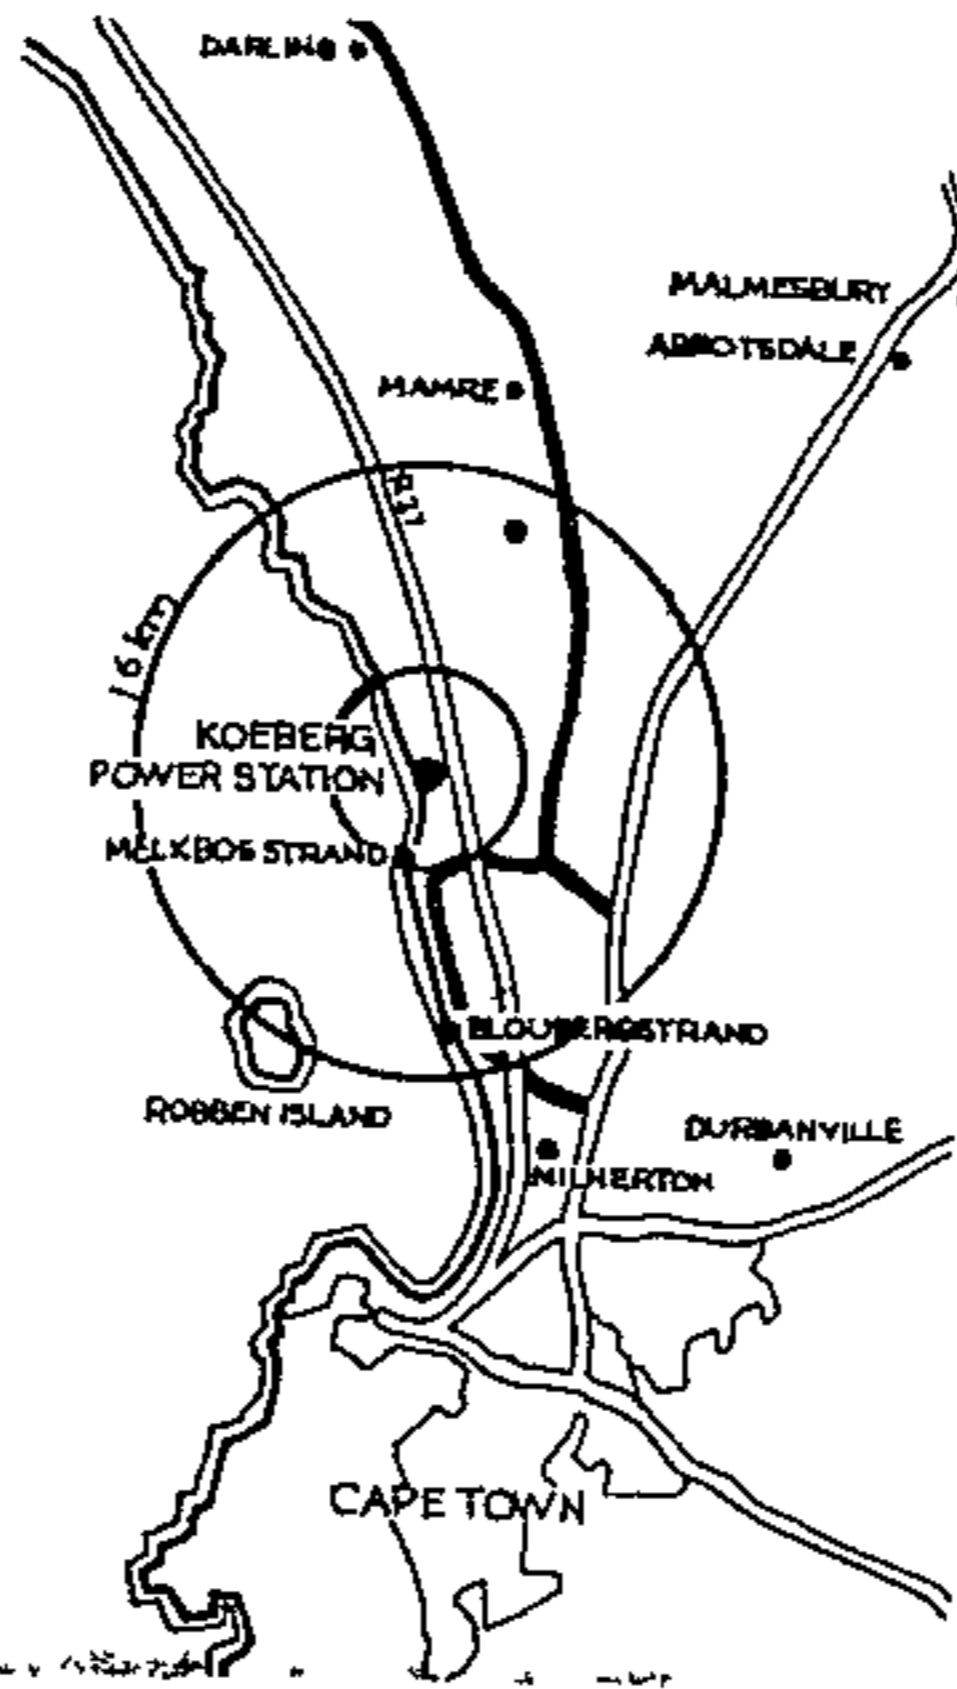 DARLING
MALMESBURY
ABBOTSDALE
MAMRE
R27
16 km
KOEBERG
POWER STATION
MELKBOS STRAND
BLOUBERGSTRAND
ROBBEN ISLAND
DURBANVILLE
MILNERTON
CAPE TOWN